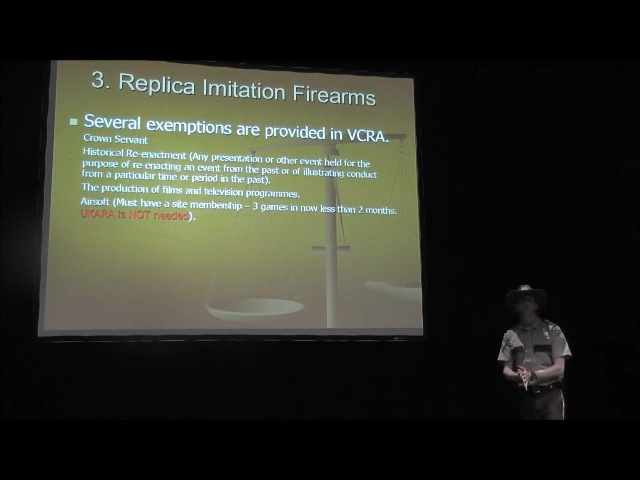 3. Replica Imitation Firearms
Several exemptions are provided in VCRA.
Crown Servant
Historical Re-enactment (Any presentation or other event held for the
purpose of re-enacting an event from the past or of illustrating conduct
from a particular time or period in the past).
The production of films and television programmes.
Airsoft (Must have a site membership – 3 games in now less than 2 months.
UKARA is NOT needed).